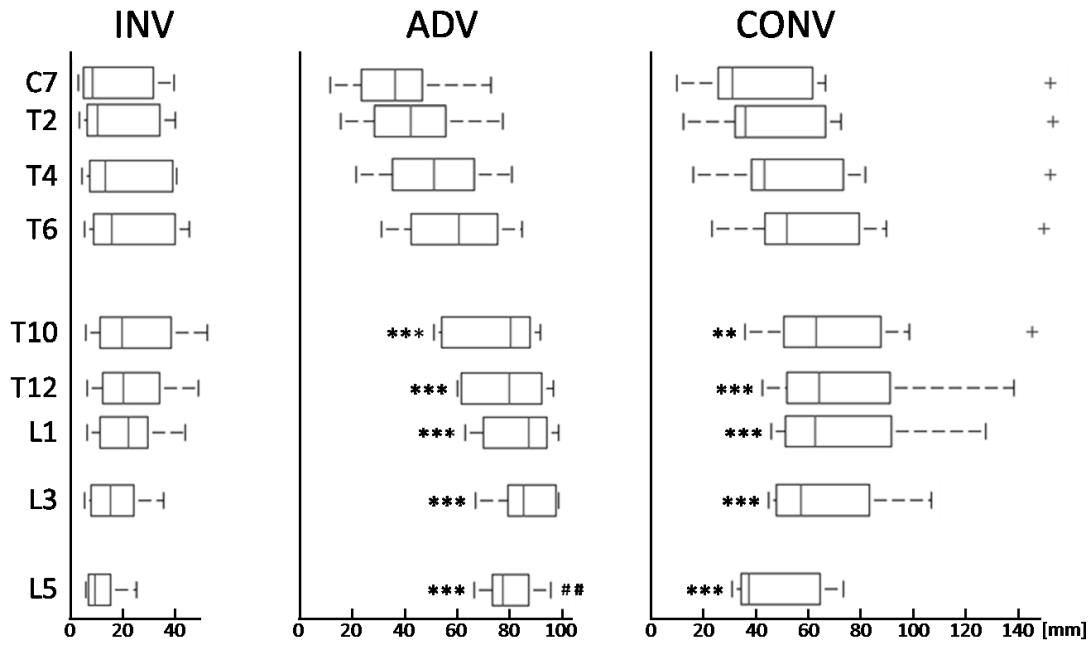 INV ADV CONV
C7
T2
T4
T6
T10 *** **
T12 *** ***
L1 *** ***
L3 *** ***
L5 *** ## ***
0 20 40 0 20 40 60 80 100 0 20 40 60 80 100 120 140 [mm]